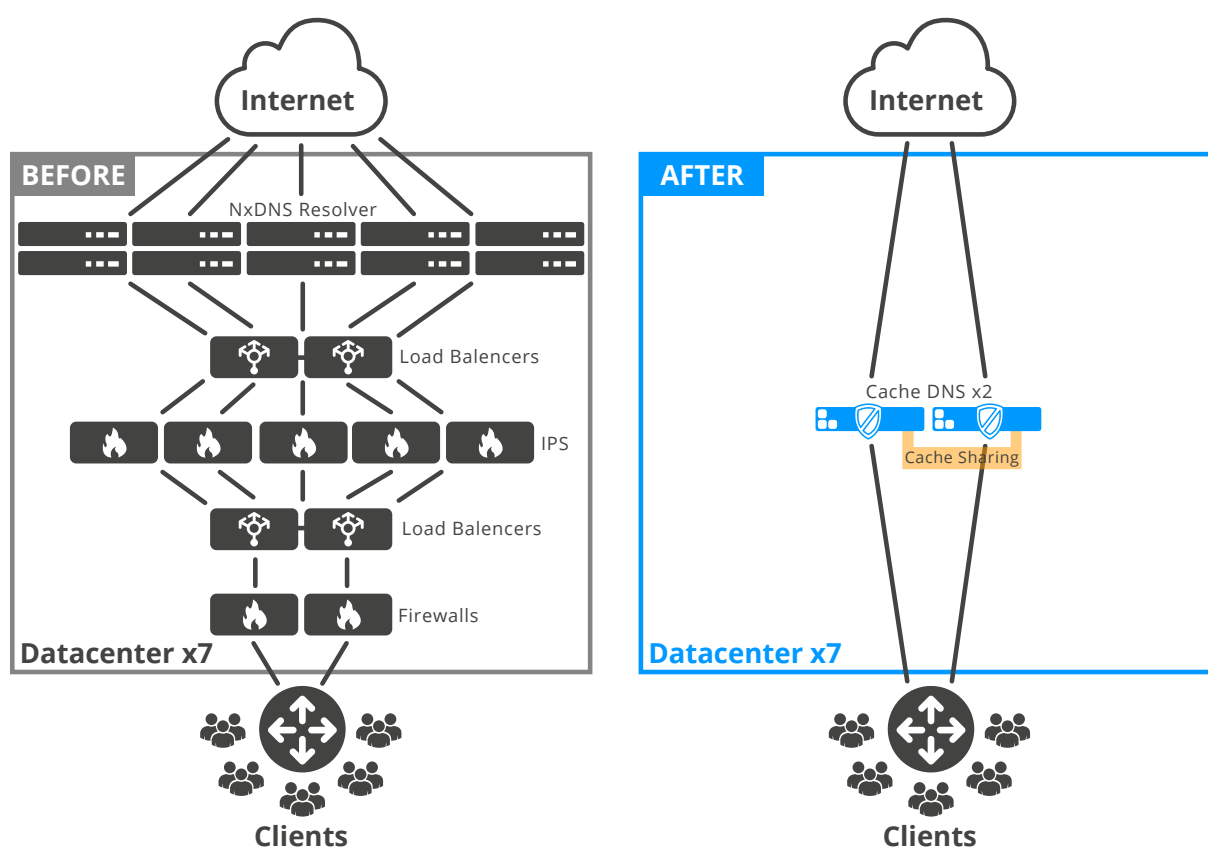 Internet
BEFORE
NxDNS Resolver
Load Balencers
IPS
Load Balencers
Firewalls
Datacenter x7
Clients
Internet
AFTER
Cache DNS x2
Cache Sharing
Datacenter x7
Clients